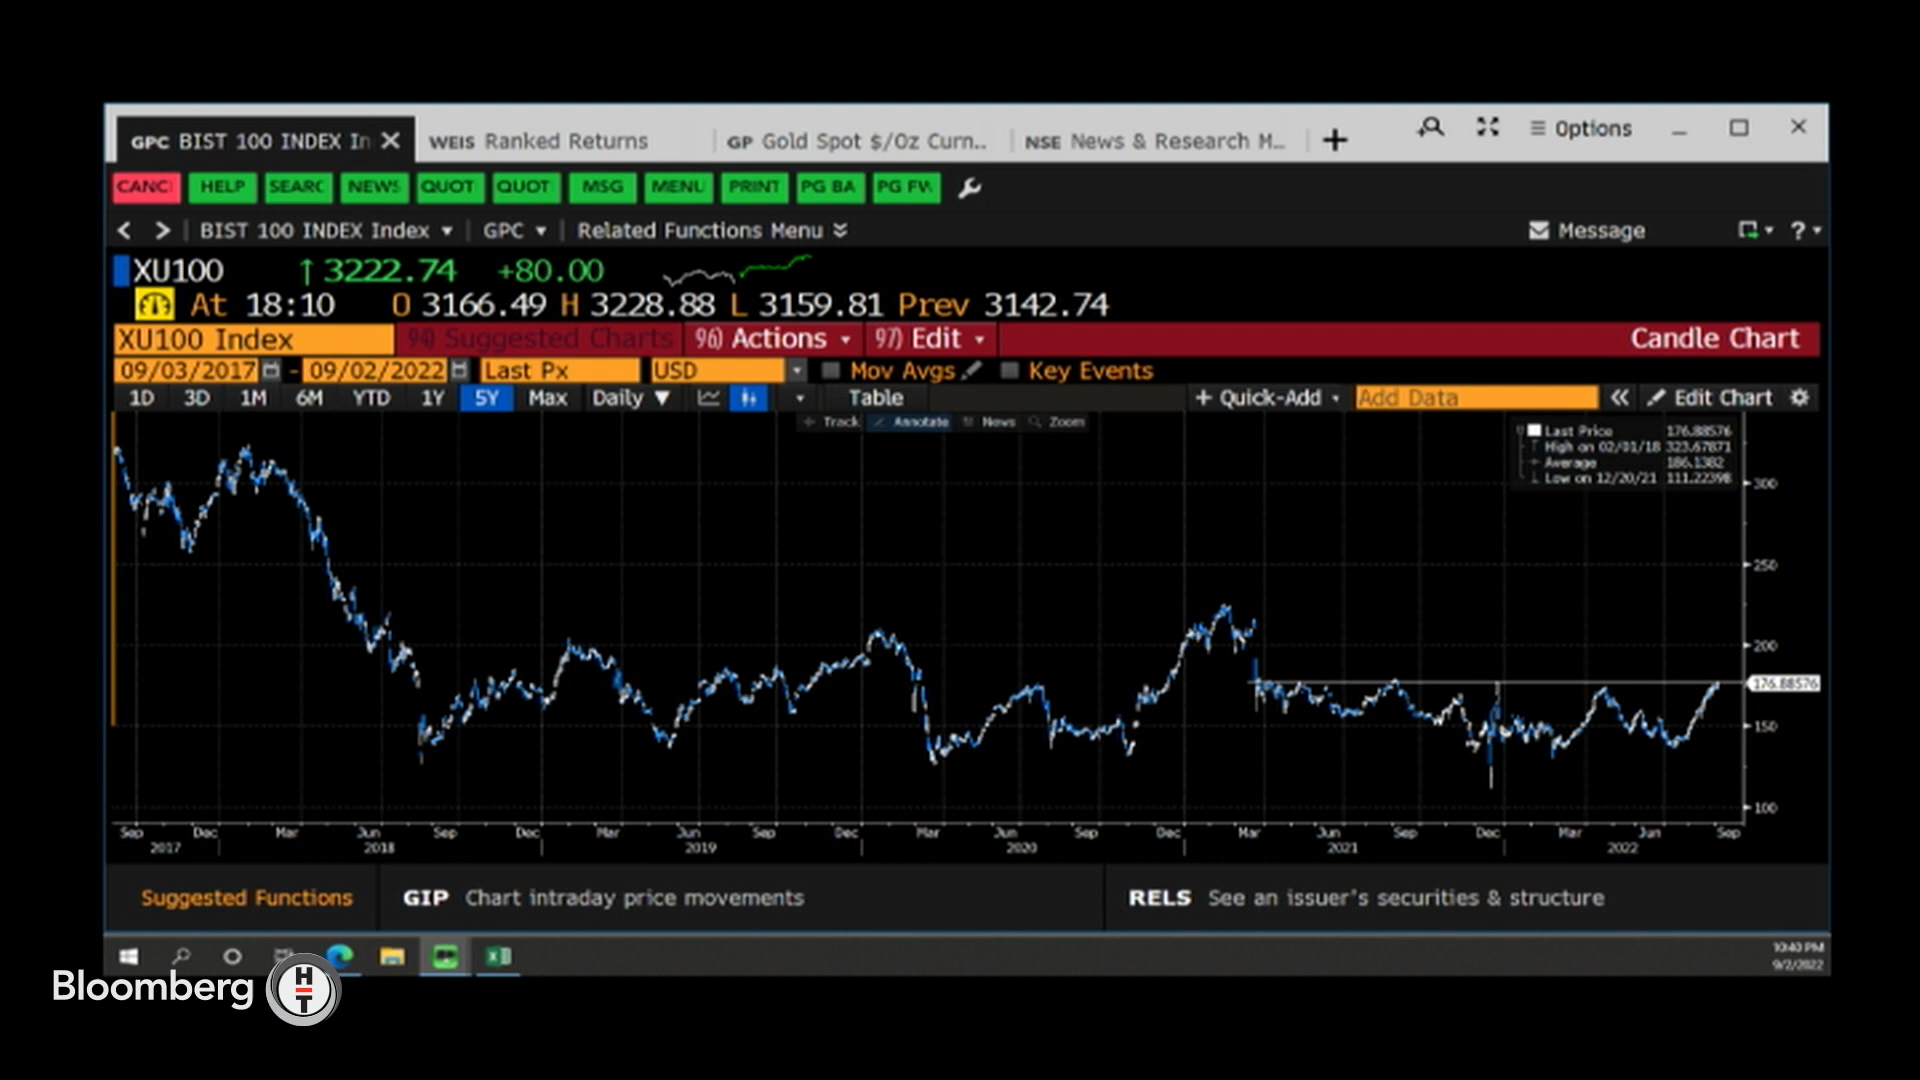 GPC BIST 100 INDEX In WEIS Ranked Returns GP Gold Spot $/Oz Curn.. NSE News & Research M.. Options
CANC HELP SEARC NEWS QUOT QUOT MSG MENU PRINT PG BA PG FW
BIST 100 INDEX Index GPC Related Functions Menu Message ?
XU100 ↑3222.74 +80.00
At 18:10 O 3166.49 H 3228.88 L 3159.81 Prev 3142.74
XU100 Index 94) Suggested Charts 96) Actions 97) Edit Candle Chart
09/03/2017 - 09/02/2022 Last Px USD Mov Avgs Key Events
1D 3D 1M 6M YTD 1Y 5Y Max Daily ▼ Table + Quick-Add Add Data « Edit Chart
Track Annotate News Zoom
Last Price 176.88576
High on 02/01/18 323.67871
Average 186.1382
Low on 12/20/21 111.22398
300
250
200
176.88576
150
100
Sep Dec Mar Jun Sep Dec Mar Jun Sep Dec Mar Jun Sep Dec Mar Jun Sep Dec Mar Jun Sep
2017 2018 2019 2020 2021 2022
Suggested Functions GIP Chart intraday price movements RELS See an issuer's securities & structure
10:40 PM
9/2/2022
Bloomberg HT